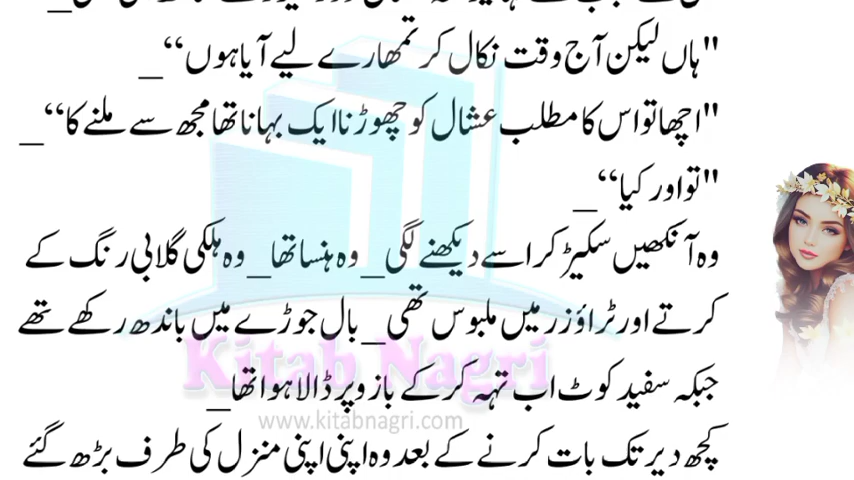 "ہاں لیکن آج وقت نکال کر تمھارے لیے آیا ہوں“_
"اچھا تو اس کا مطلب عشال کو چھوڑنا ایک بہانا تھا مجھ سے ملنے کا“_
"تو اور کیا“_
وہ آنکھیں سکیڑ کر اسے دیکھنے لگی_ وہ ہنسا تھا_ وہ ہلکی گلابی رنگ کے
کرتے اور ٹراؤزر میں ملبوس تھی_ بال جوڑے میں باندھ رکھے تھے
Kitab Nagri
جبکہ سفید کوٹ اب تہہ کر کے بازو پر ڈالا ہوا تھا_
www.kitabnagri.com
کچھ دیر تک بات کرنے کے بعد وہ اپنی اپنی منزل کی طرف بڑھ گئے